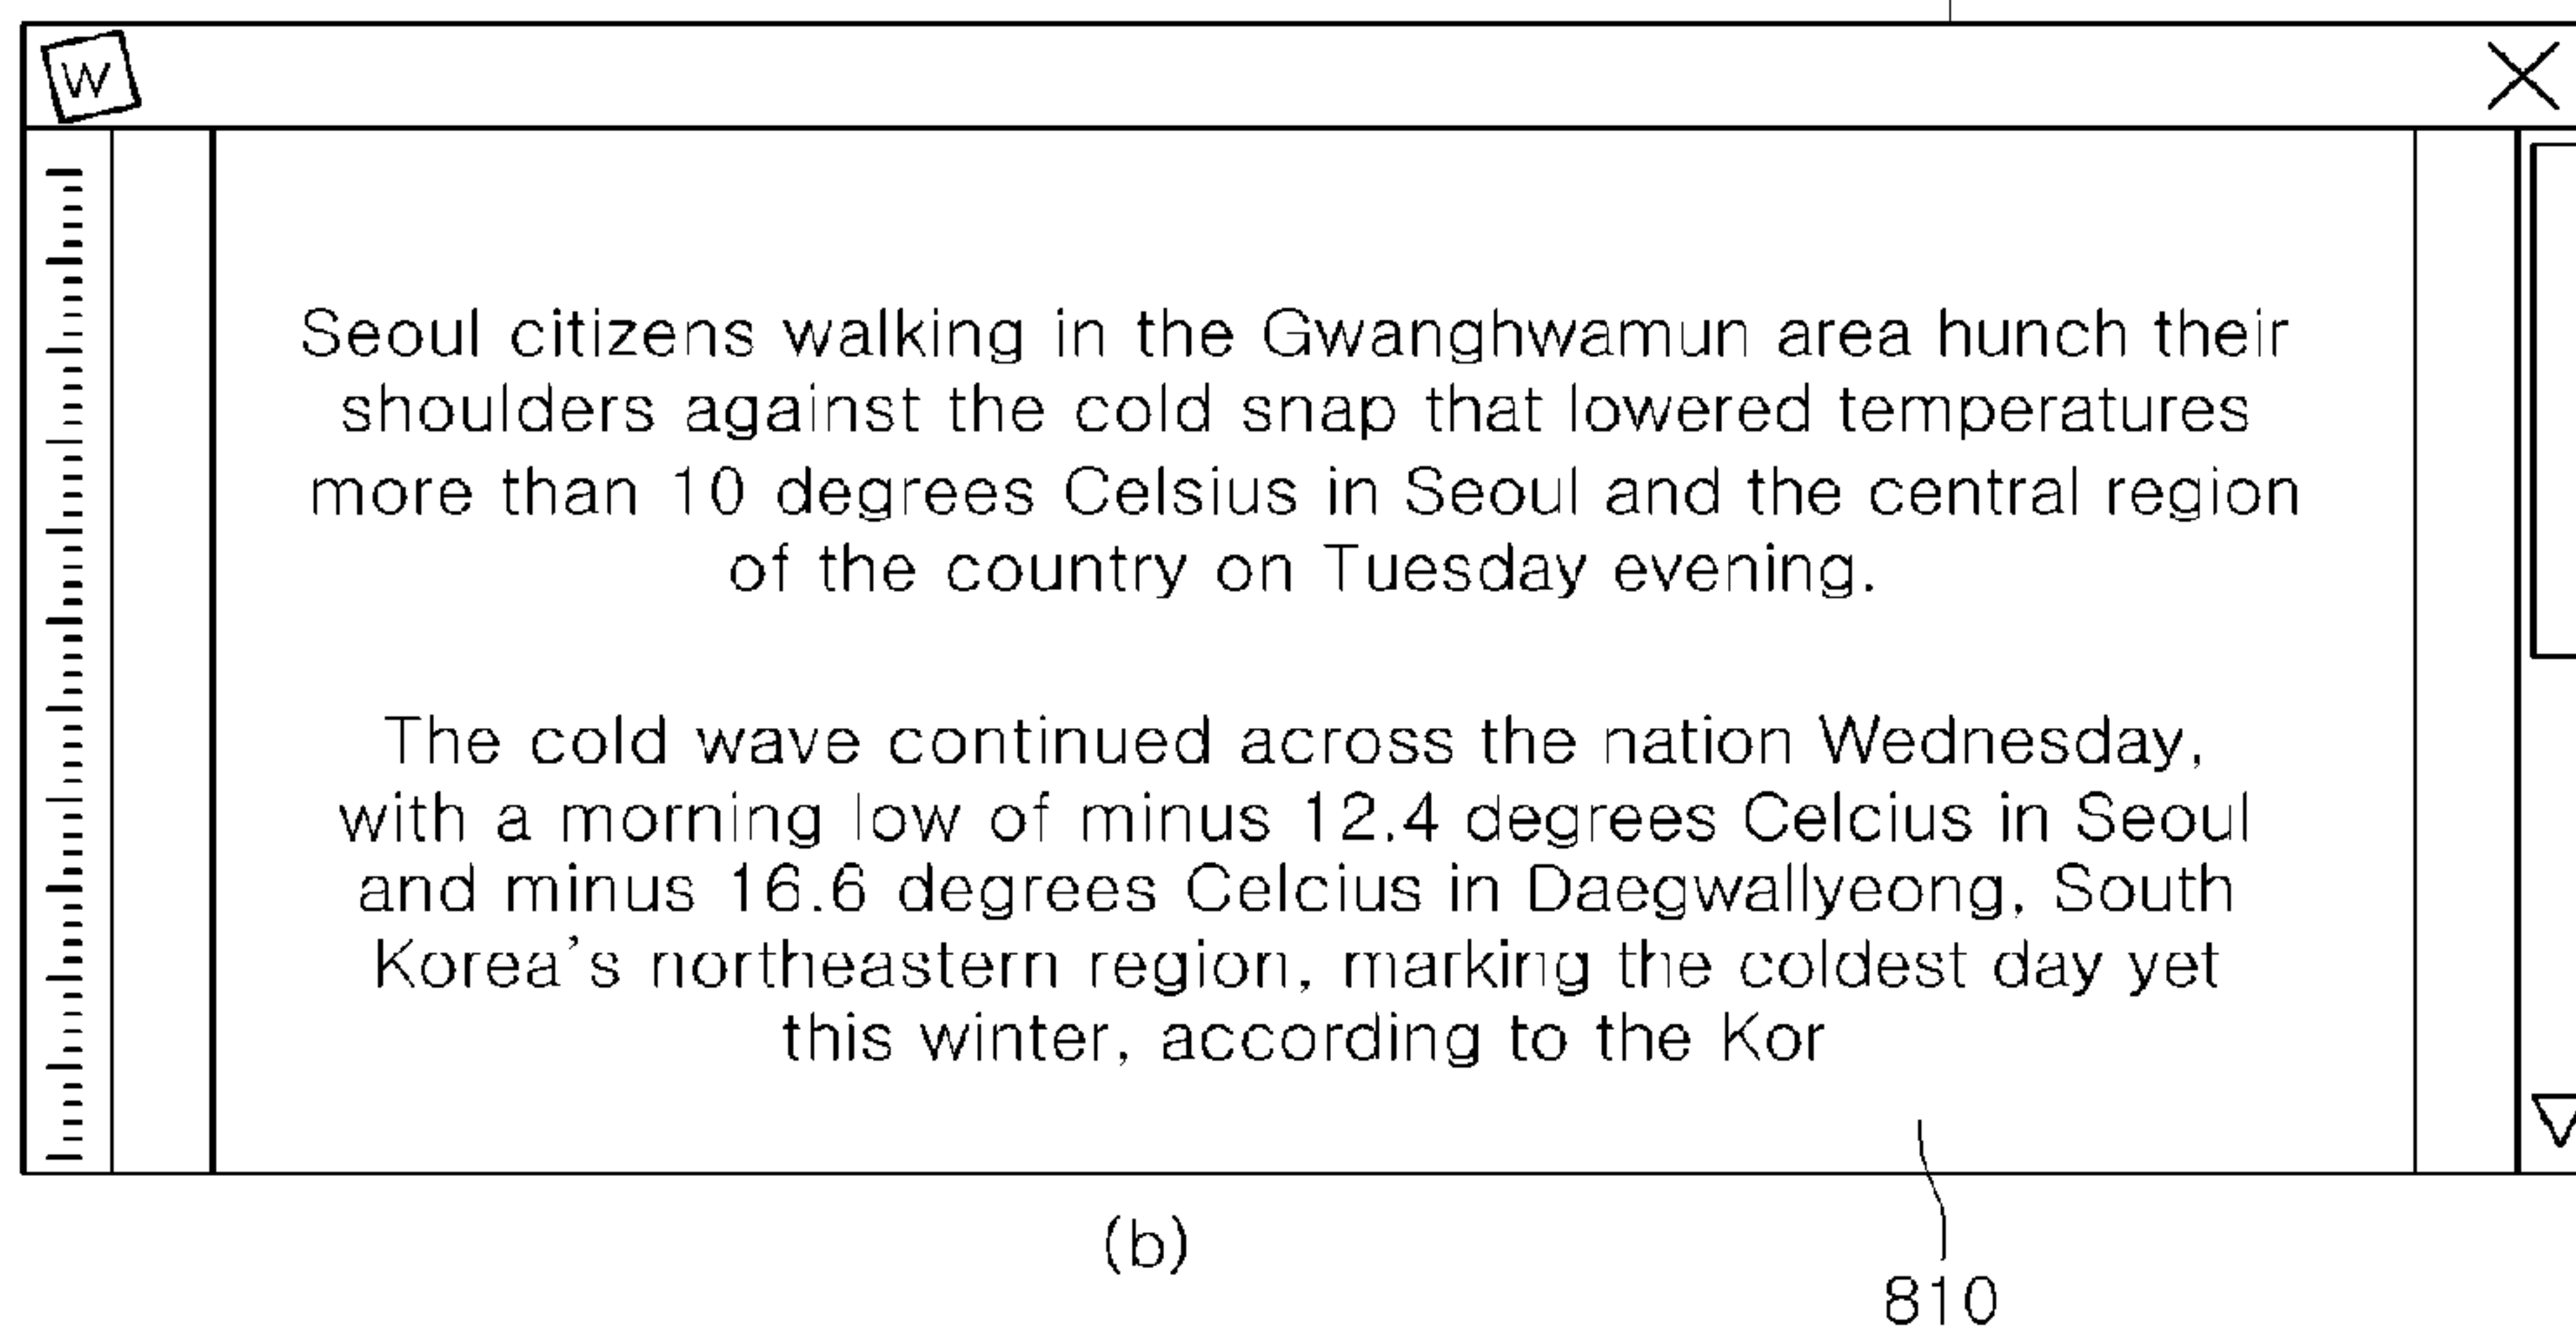 W
Seoul citizens walking in the Gwanghwamun area hunch their
shoulders against the cold snap that lowered temperatures
more than 10 degrees Celsius in Seoul and the central region
of the country on Tuesday evening.
The cold wave continued across the nation Wednesday,
with a morning low of minus 12.4 degrees Celcius in Seoul
and minus 16.6 degrees Celcius in Daegwallyeong, South
Korea's northeastern region, marking the coldest day yet
this winter, according to the Kor
(b)
810